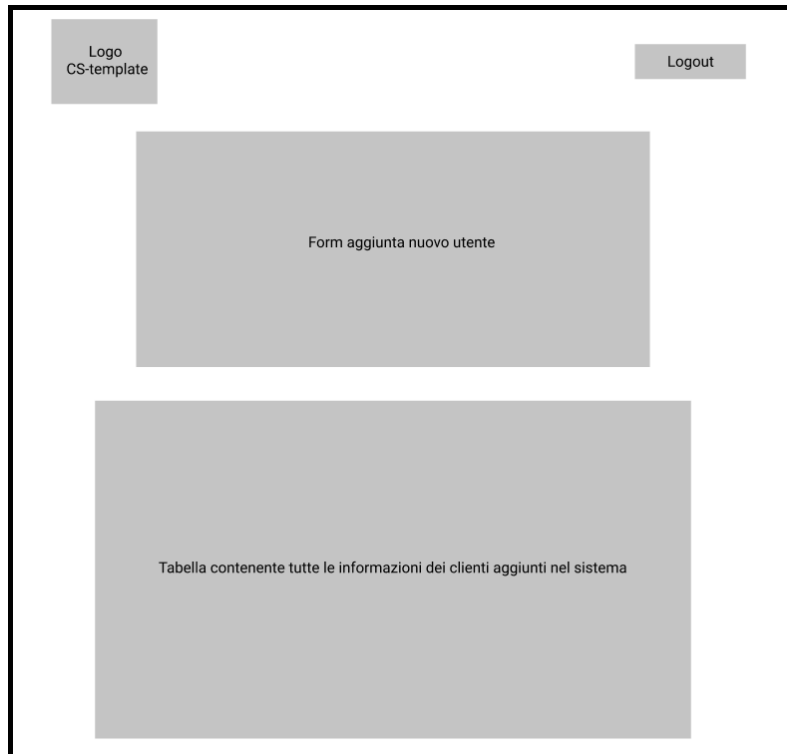 Logo
CS-template
Logout
Form aggiunta nuovo utente
Tabella contenente tutte le informazioni dei clienti aggiunti nel sistema